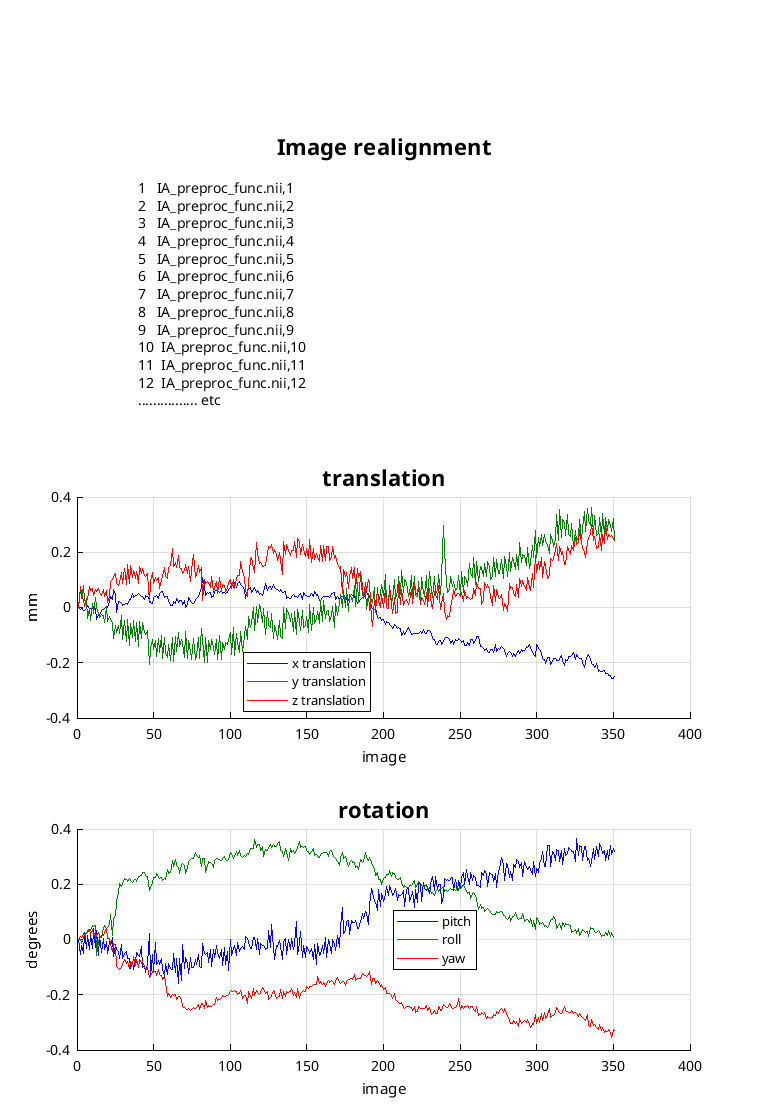 Image realignment
1 IA_preproc_func.nii,1
2 IA_preproc_func.nii,2
3 IA_preproc_func.nii,3
4 IA_preproc_func.nii,4
5 IA_preproc_func.nii,5
6 IA_preproc_func.nii,6
7 IA_preproc_func.nii,7
8 IA_preproc_func.nii,8
9 IA_preproc_func.nii,9
10 IA_preproc_func.nii,10
11 IA_preproc_func.nii,11
12 IA_preproc_func.nii,12
................ etc
translation
0.4
0.2
0
-0.2
-0.4
mm
x translation
y translation
z translation
0 50 100 150 200 250 300 350 400
image
rotation
0.4
0.2
0
-0.2
-0.4
degrees
pitch
roll
yaw
0 50 100 150 200 250 300 350 400
image